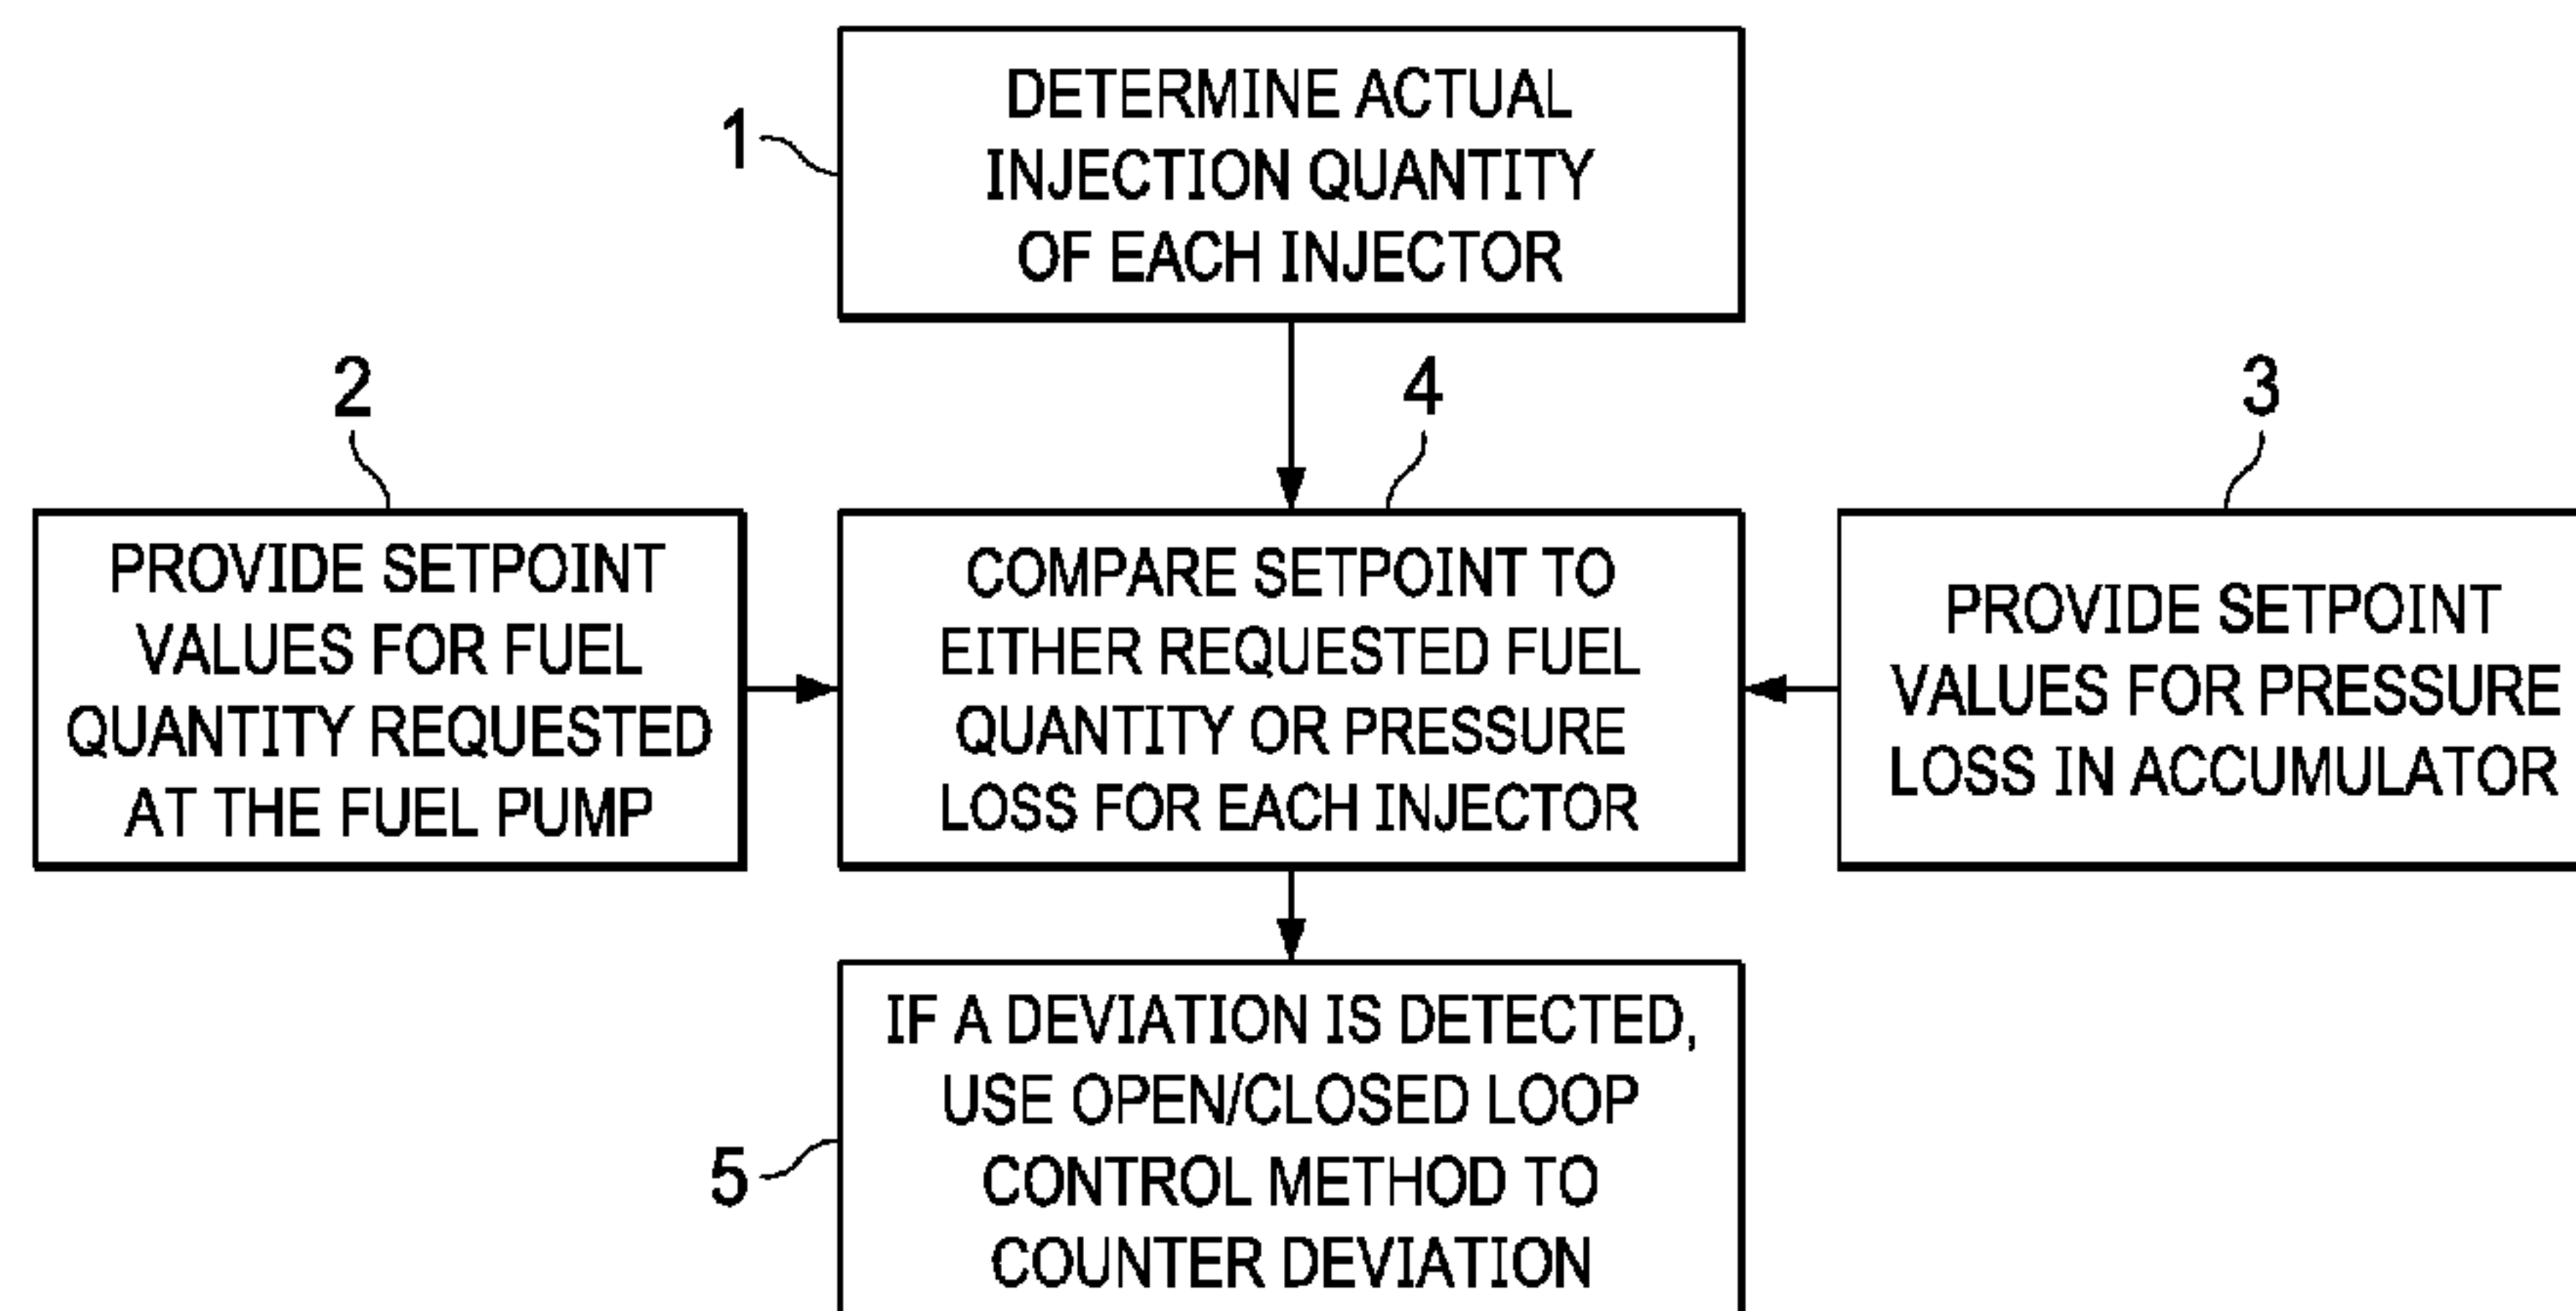 1
DETERMINE ACTUAL
INJECTION QUANTITY
OF EACH INJECTOR
2
PROVIDE SETPOINT
VALUES FOR FUEL
QUANTITY REQUESTED
AT THE FUEL PUMP
4
COMPARE SETPOINT TO
EITHER REQUESTED FUEL
QUANTITY OR PRESSURE
LOSS FOR EACH INJECTOR
3
PROVIDE SETPOINT
VALUES FOR PRESSURE
LOSS IN ACCUMULATOR
5
IF A DEVIATION IS DETECTED,
USE OPEN/CLOSED LOOP
CONTROL METHOD TO
COUNTER DEVIATION